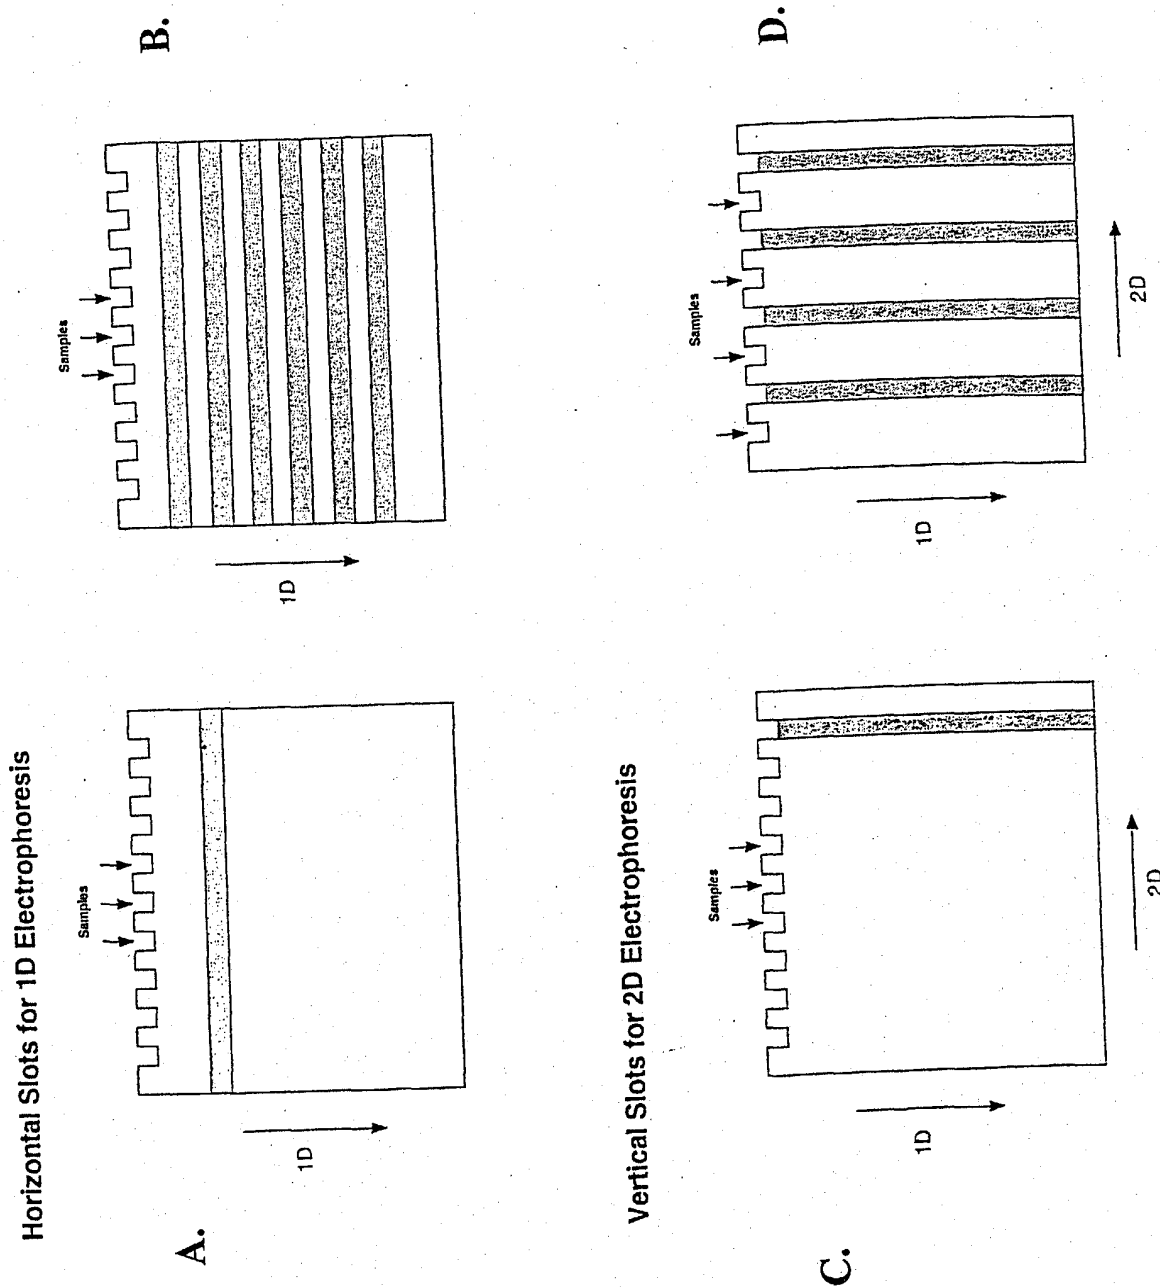 Horizontal Slots for 1D Electrophoresis
A.
Samples
1D
B.
Samples
1D
Vertical Slots for 2D Electrophoresis
C.
Samples
1D
2D
D.
Samples
1D
2D